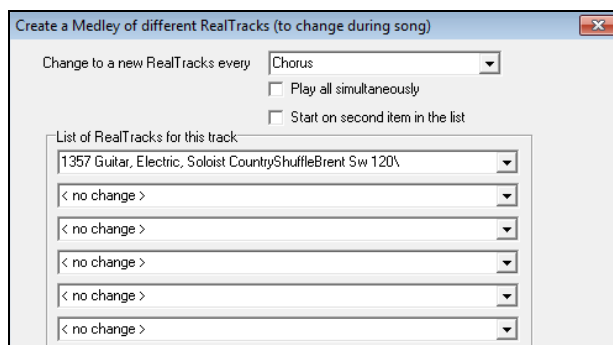 Create a Medley of different RealTracks (to change during song)
Change to a new RealTracks every Chorus
Play all simultaneously
Start on second item in the list
List of RealTracks for this track
1357 Guitar, Electric, Soloist CountryShuffleBrent Sw 120\
< no change >
< no change >
< no change >
< no change >
< no change >